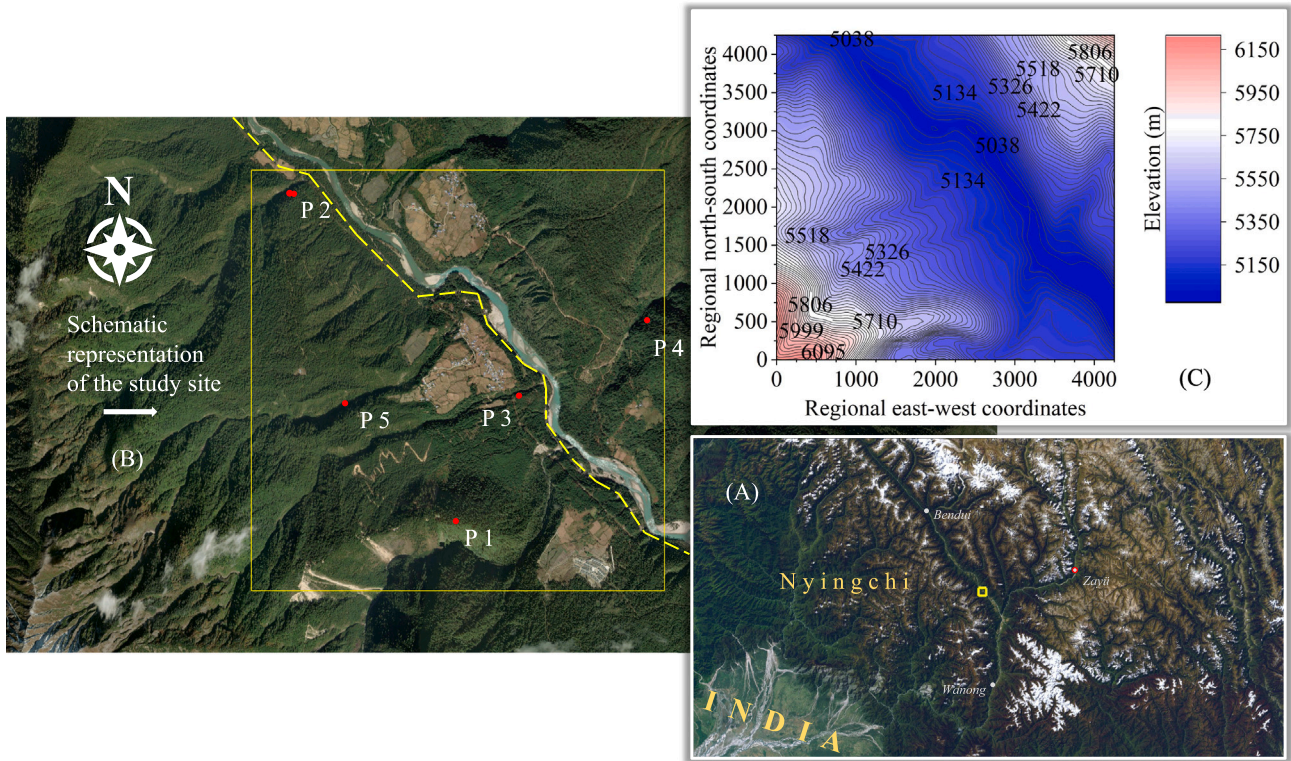 N
Schematic
representation
of the study site
(B)
P 2
P 4
P 5
P 3
P 1
Regional north-south coordinates
4000
3500
3000
2500
2000
1500
1000
500
0
0
1000
2000
3000
4000
Regional east-west coordinates
5038
5806
5518
5710
5326
5134
5422
5038
5134
5518
5326
5422
5806
5710
5999
6095
Elevation (m)
6150
5950
5750
5550
5350
5150
(C)
(A)
Bendui
Nyingchi
Zayü
Wanong
INDIA